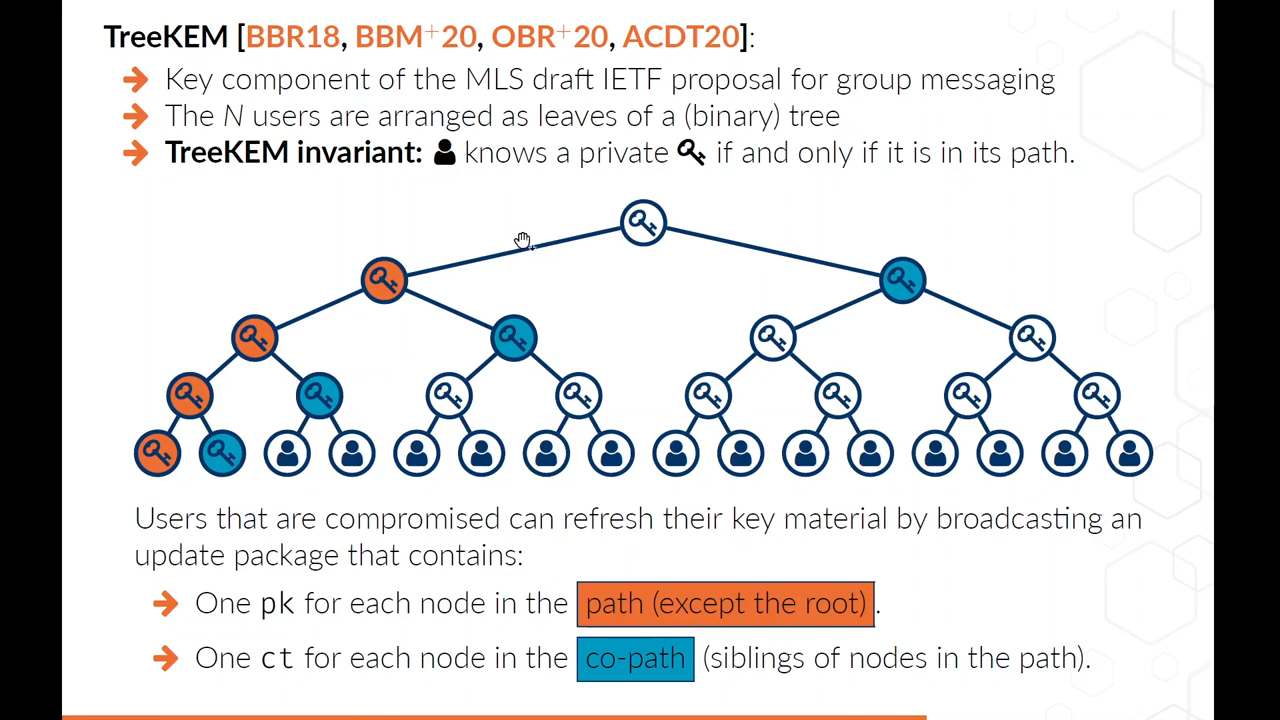 TreeKEM [BBR18, BBM+20, OBR+20, ACDT20]:
→ Key component of the MLS draft IETF proposal for group messaging
→ The N users are arranged as leaves of a (binary) tree
→ TreeKEM invariant: knows a private if and only if it is in its path.
Users that are compromised can refresh their key material by broadcasting an
update package that contains:
→ One pk for each node in the path (except the root).
→ One ct for each node in the co-path (siblings of nodes in the path).